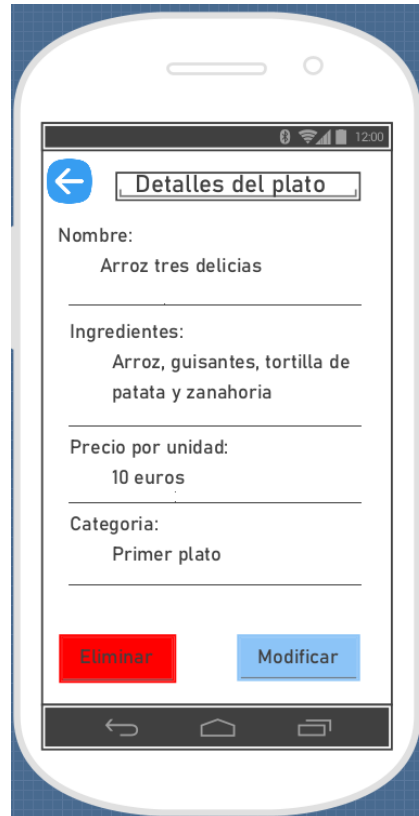 12:00
Detalles del plato
Nombre:
Arroz tres delicias
Ingredientes:
Arroz, guisantes, tortilla de
patata y zanahoria
Precio por unidad:
10 euros
Categoria:
Primer plato
Eliminar
Modificar